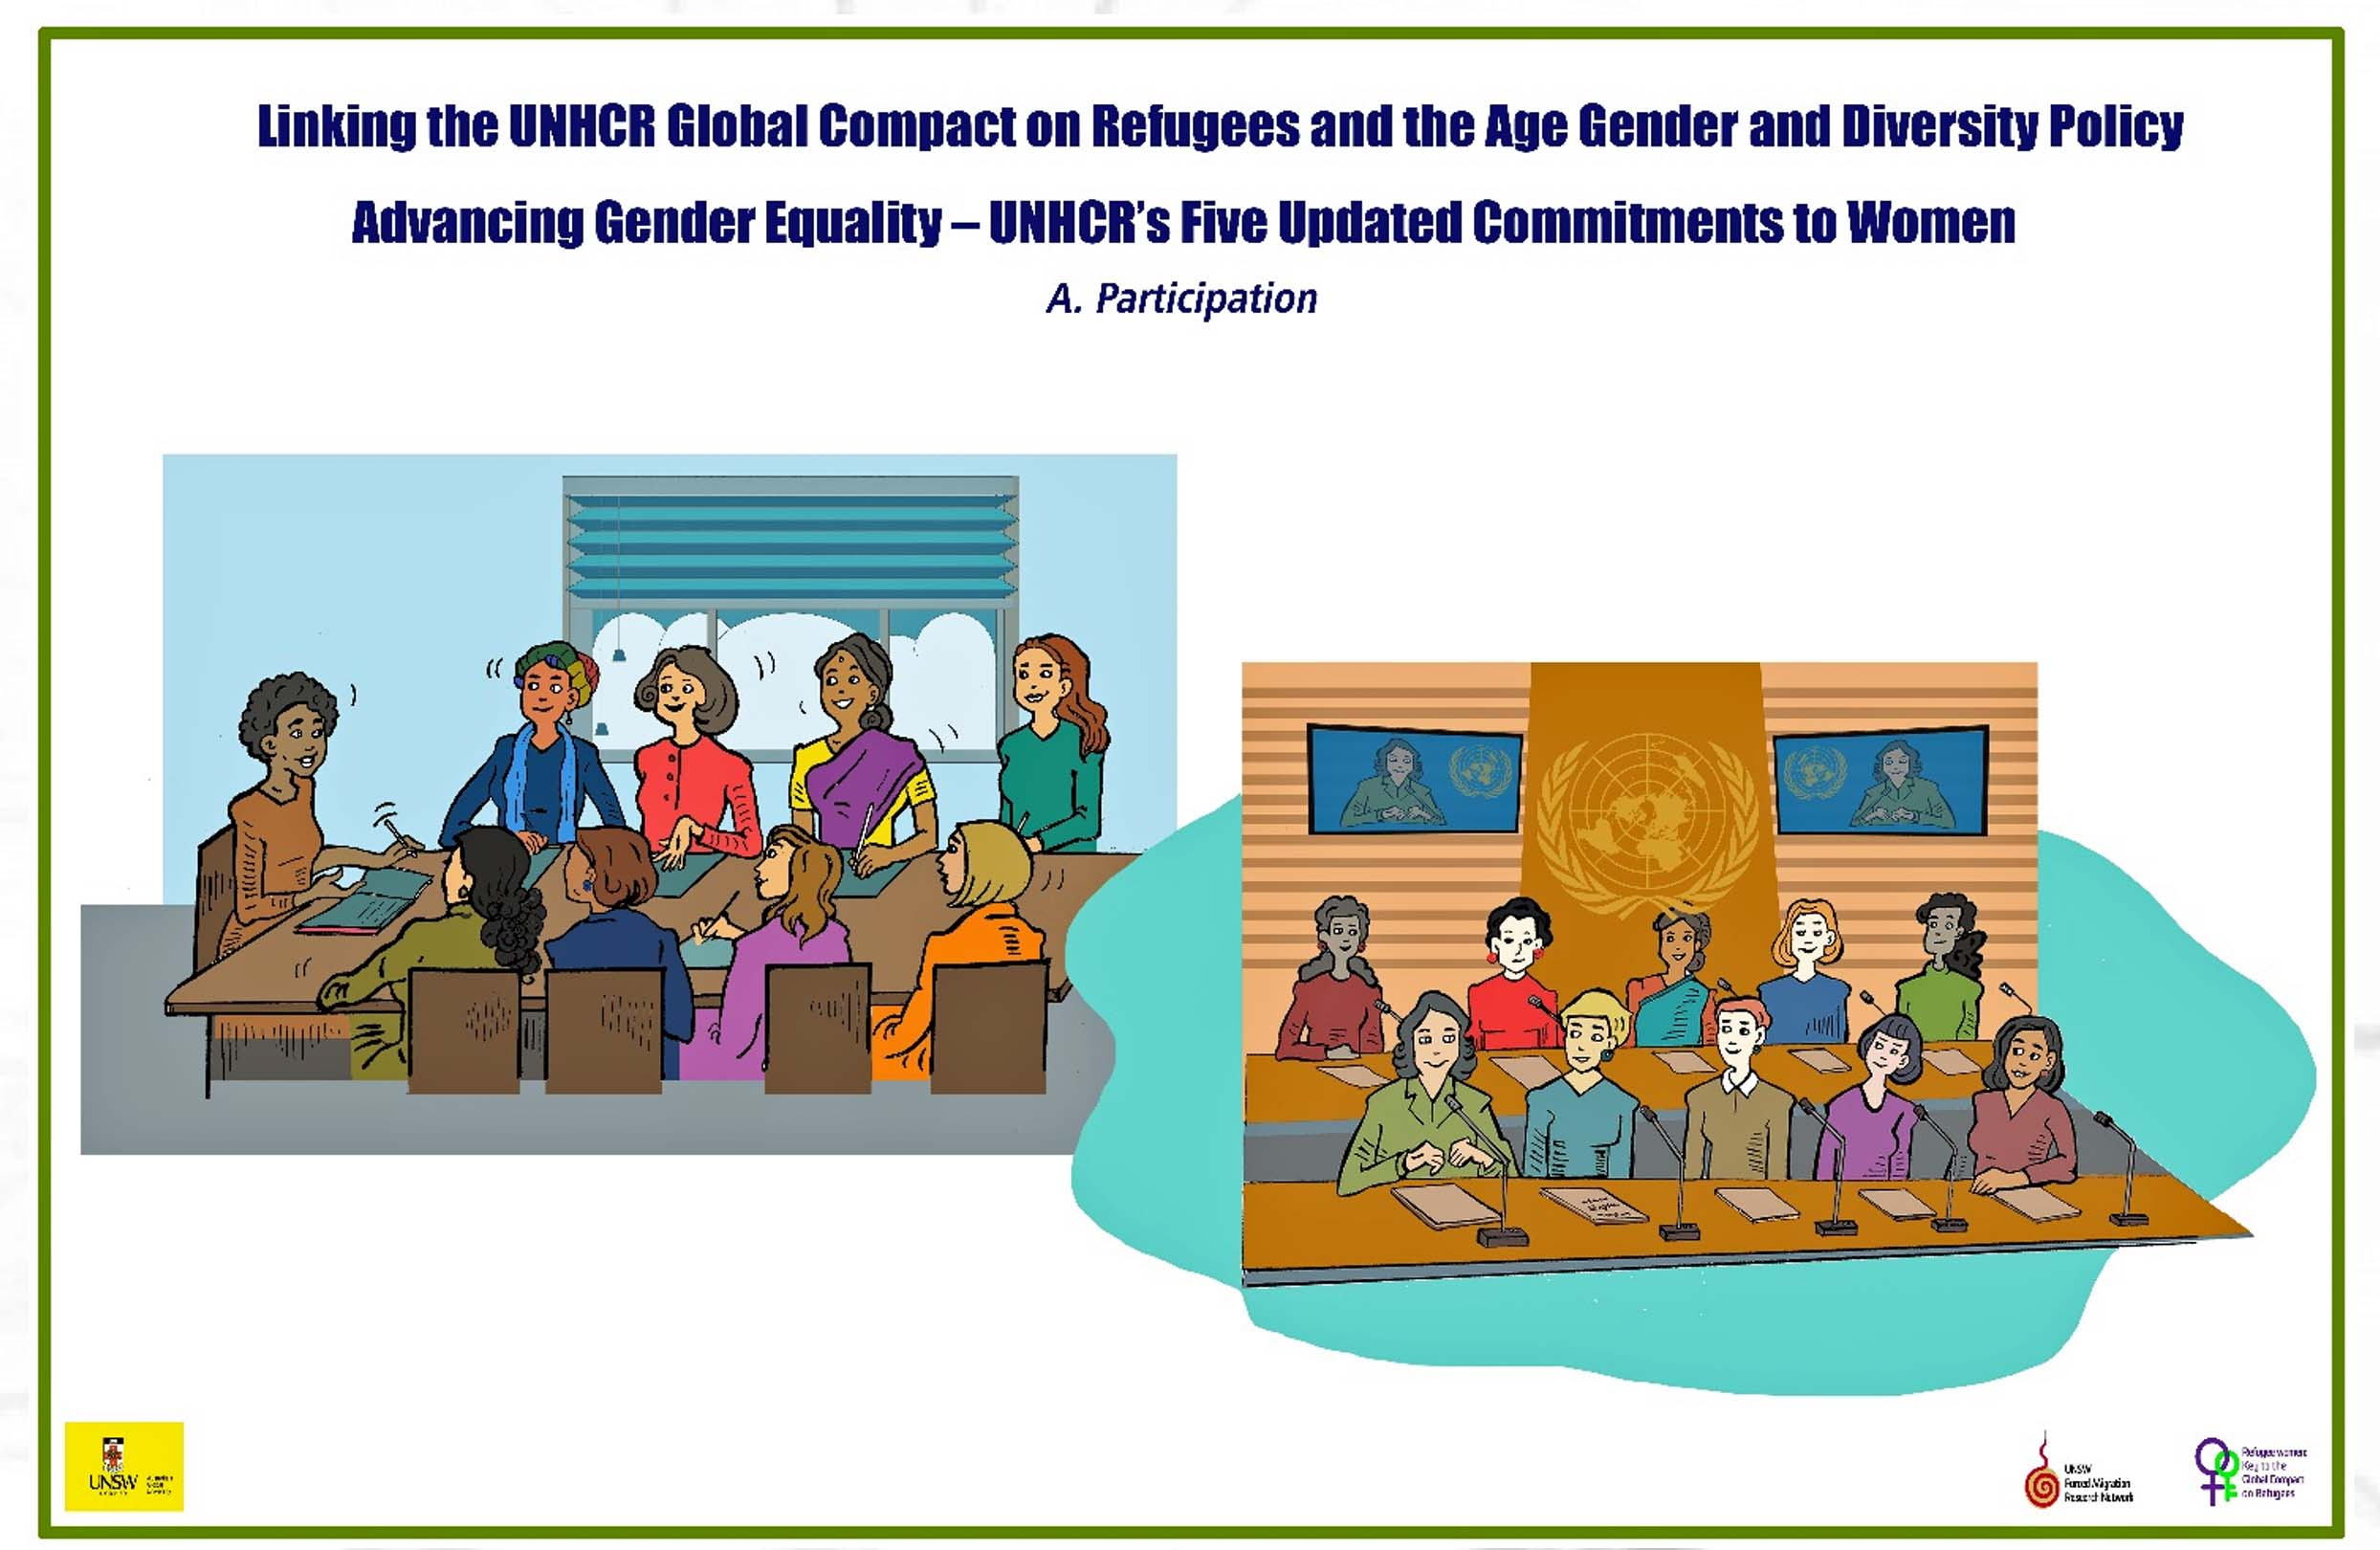 Linking the UNHCR Global Compact on Refugees and the Age Gender and Diversity Policy
Advancing Gender Equality – UNHCR's Five Updated Commitments to Women
A. Participation
UNSW
UNSW
Forced Migration
Research Network
Refugee women:
Key to the
Global Compact
on Refugees